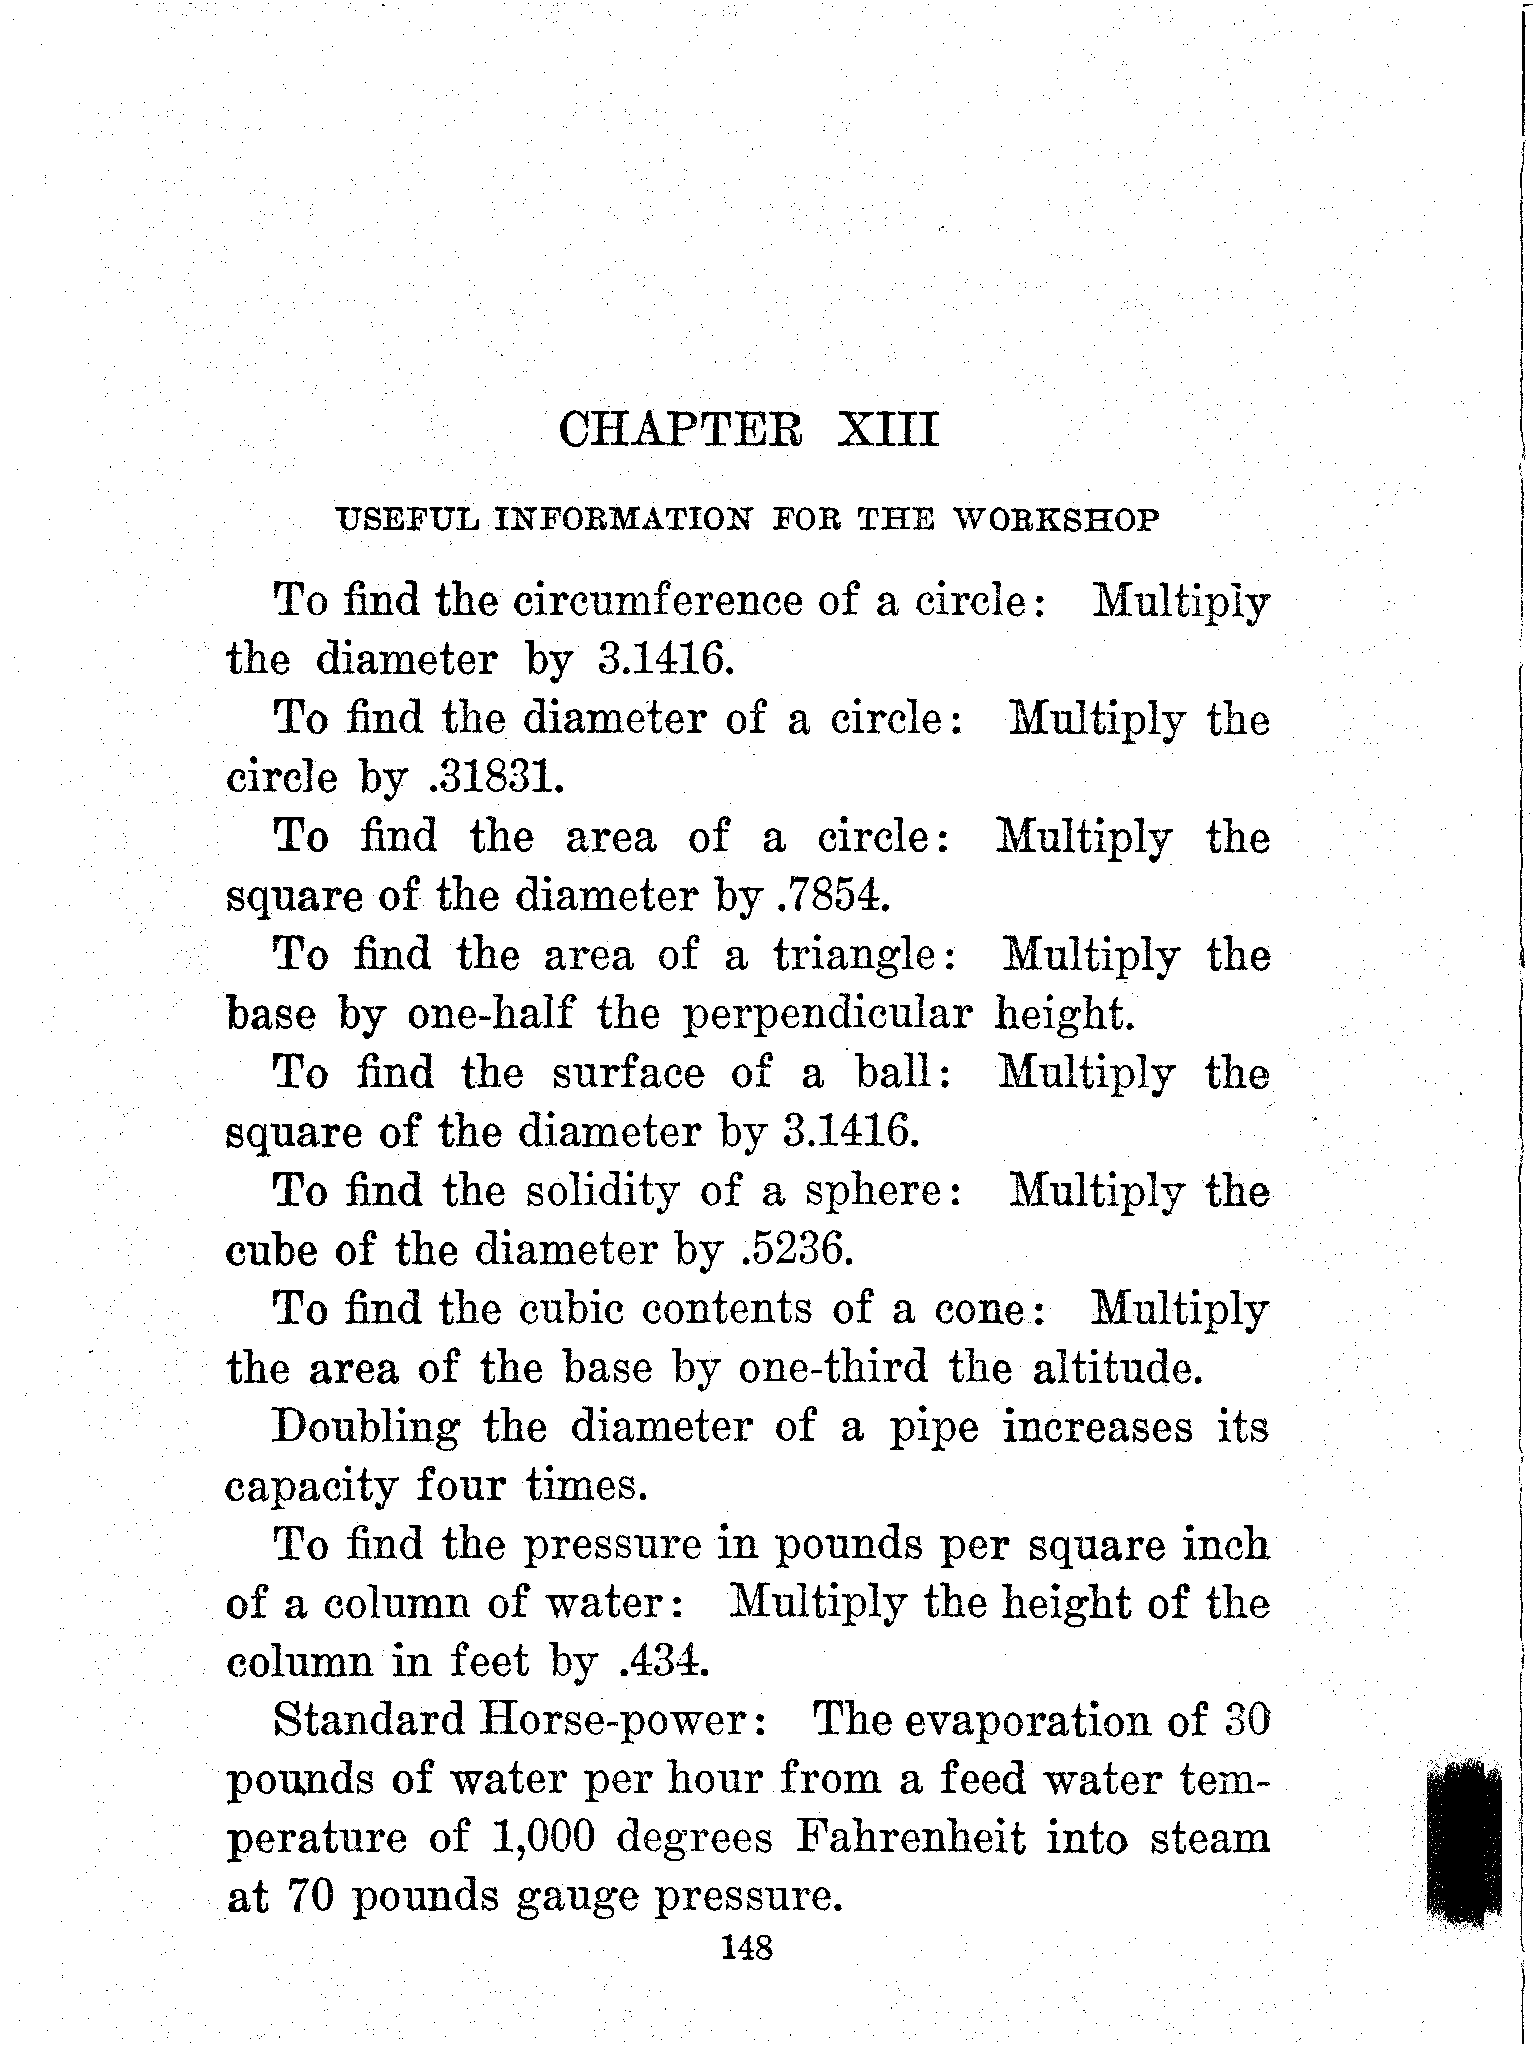 CHAPTER XIII
USEFUL INFORMATION FOR THE WORKSHOP
To find the circumference of a circle: Multiply
the diameter by 3.1416.
To find the diameter of a circle: Multiply the
circle by .31831.
To find the area of a circle: Multiply the
square of the diameter by .7854.
To find the area of a triangle: Multiply the
base by one-half the perpendicular height.
To find the surface of a ball: Multiply the
square of the diameter by 3.1416.
To find the solidity of a sphere: Multiply the
cube of the diameter by .5236.
To find the cubic contents of a cone: Multiply
the area of the base by one-third the altitude.
Doubling the diameter of a pipe increases its
capacity four times.
To find the pressure in pounds per square inch
of a column of water: Multiply the height of the
column in feet by .434.
Standard Horse-power: The evaporation of 30
pounds of water per hour from a feed water tem-
perature of 1,000 degrees Fahrenheit into steam
at 70 pounds gauge pressure.
148